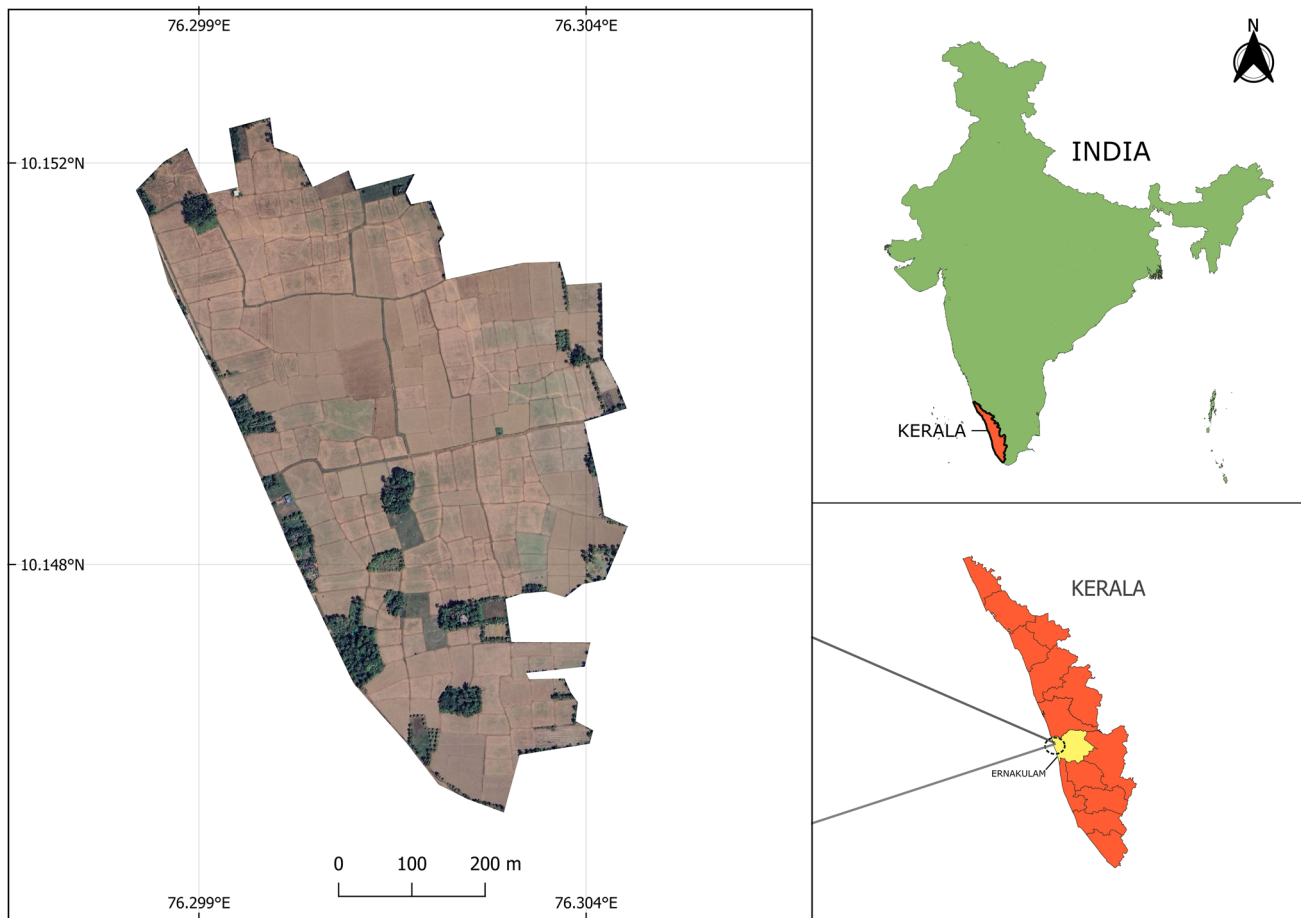 76.299°E
76.304°E
10.152°N
10.148°N
0
100
200 m
76.299°E
76.304°E
N
INDIA
KERALA
KERALA
ERNAKULAM